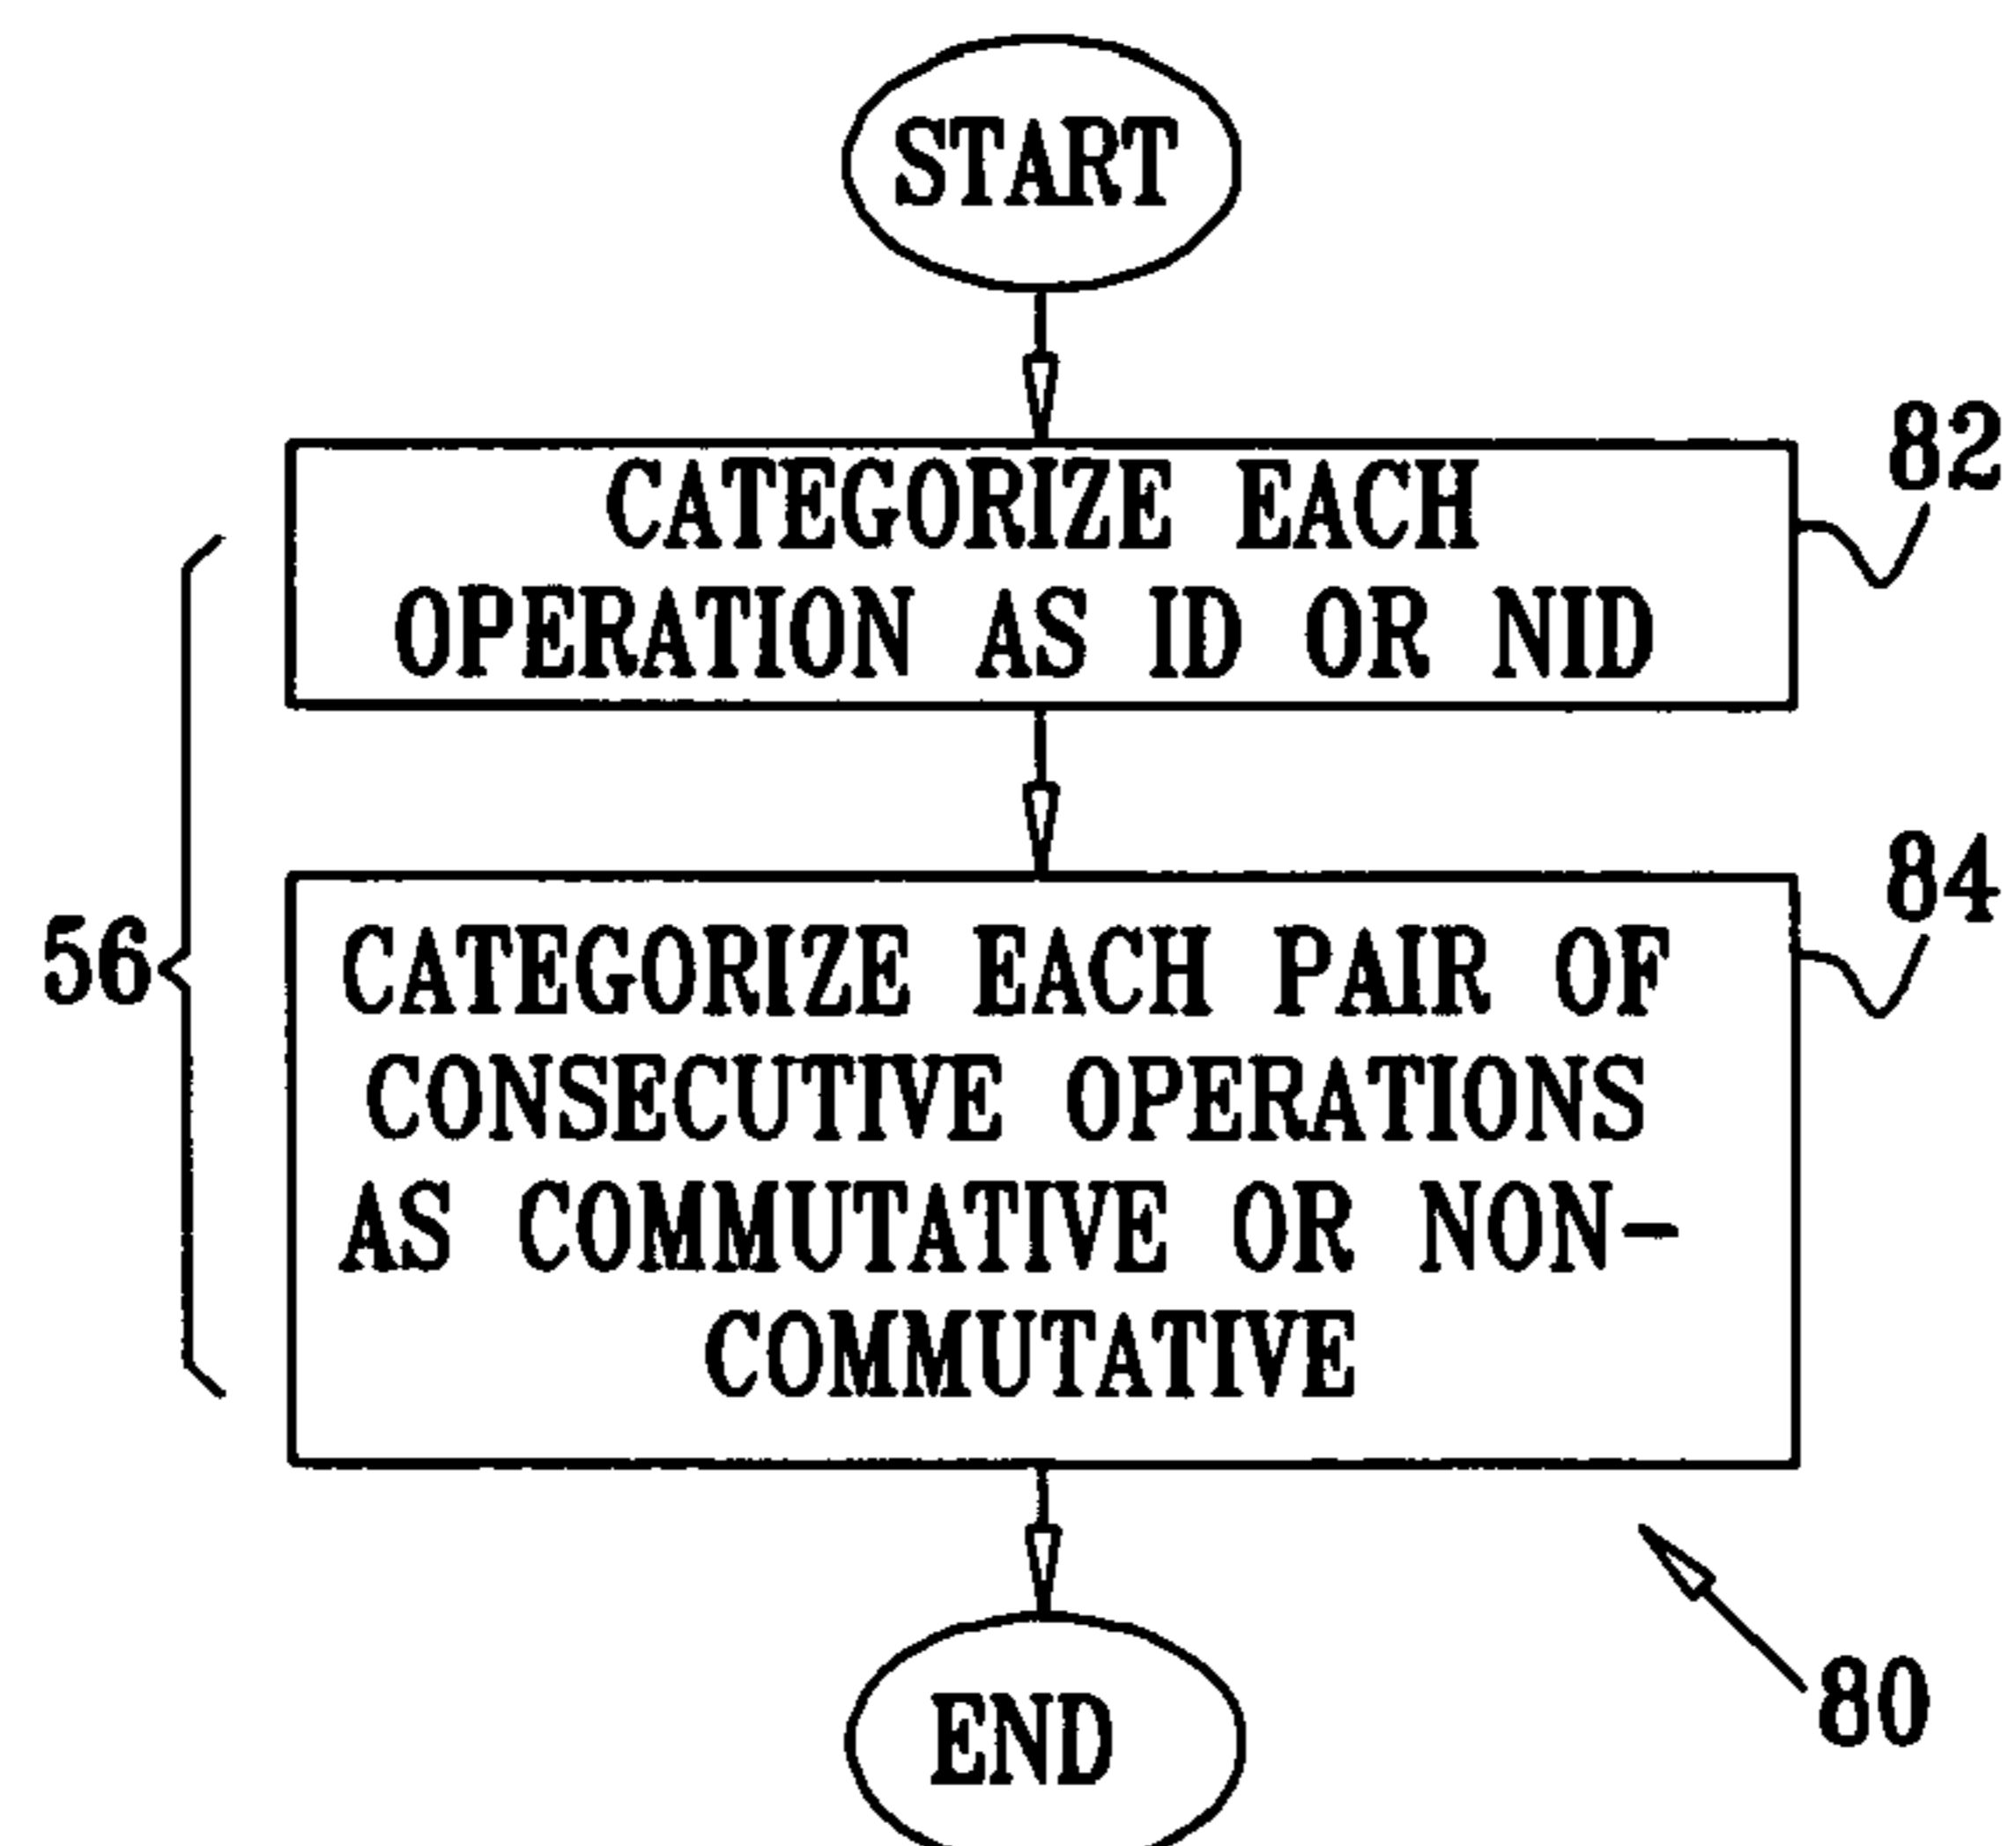 START
82
CATEGORIZE EACH
OPERATION AS ID OR NID
84
56
CATEGORIZE EACH PAIR OF
CONSECUTIVE OPERATIONS
AS COMMUTATIVE OR NON-
COMMUTATIVE
80
END